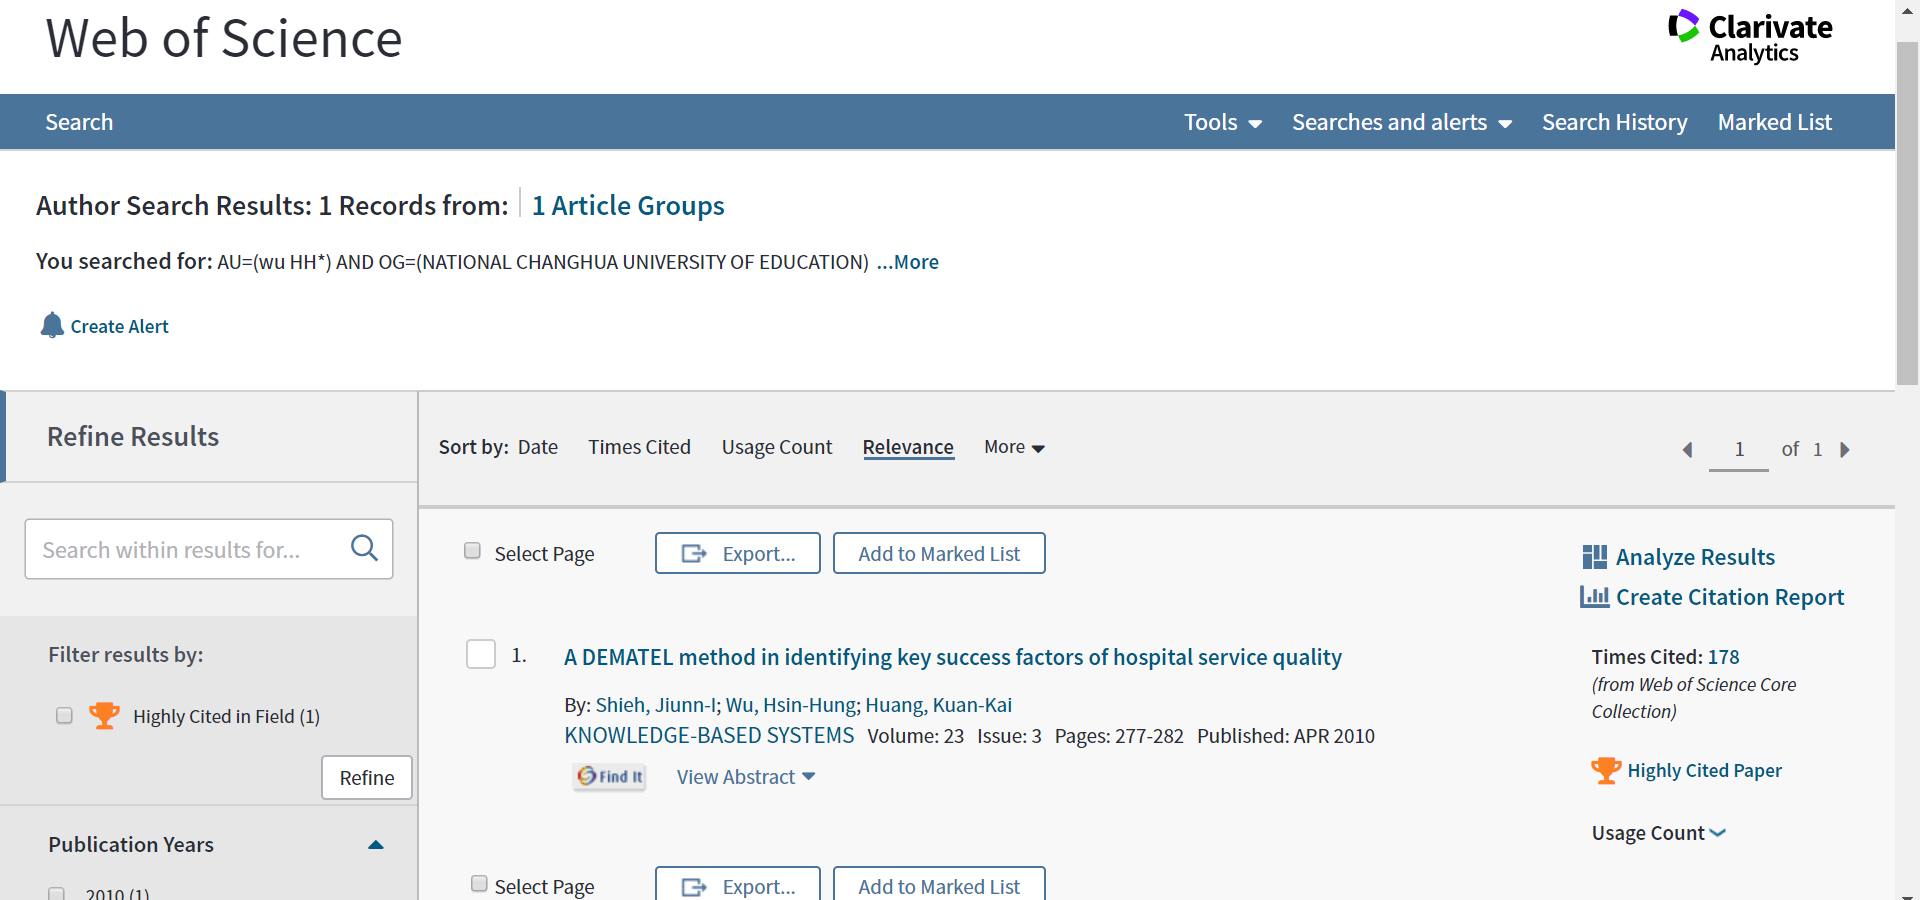 Web of Science
Clarivate
Analytics
Search
Tools
Searches and alerts
Search History
Marked List
Author Search Results: 1 Records from:
1 Article Groups
You searched for: AU=(wu HH*) AND OG=(NATIONAL CHANGHUA UNIVERSITY OF EDUCATION) ...More
Create Alert
Refine Results
Search within results for...
Filter results by:
Highly Cited in Field (1)
Refine
Publication Years
2010 (1)
Sort by: Date Times Cited Usage Count Relevance More
1 of 1
Select Page
Export...
Add to Marked List
Analyze Results
Create Citation Report
1. A DEMATEL method in identifying key success factors of hospital service quality
By: Shieh, Jiunn-I; Wu, Hsin-Hung; Huang, Kuan-Kai
KNOWLEDGE-BASED SYSTEMS Volume: 23 Issue: 3 Pages: 277-282 Published: APR 2010
Find It
View Abstract
Times Cited: 178
(from Web of Science Core
Collection)
Highly Cited Paper
Usage Count
Select Page
Export...
Add to Marked List